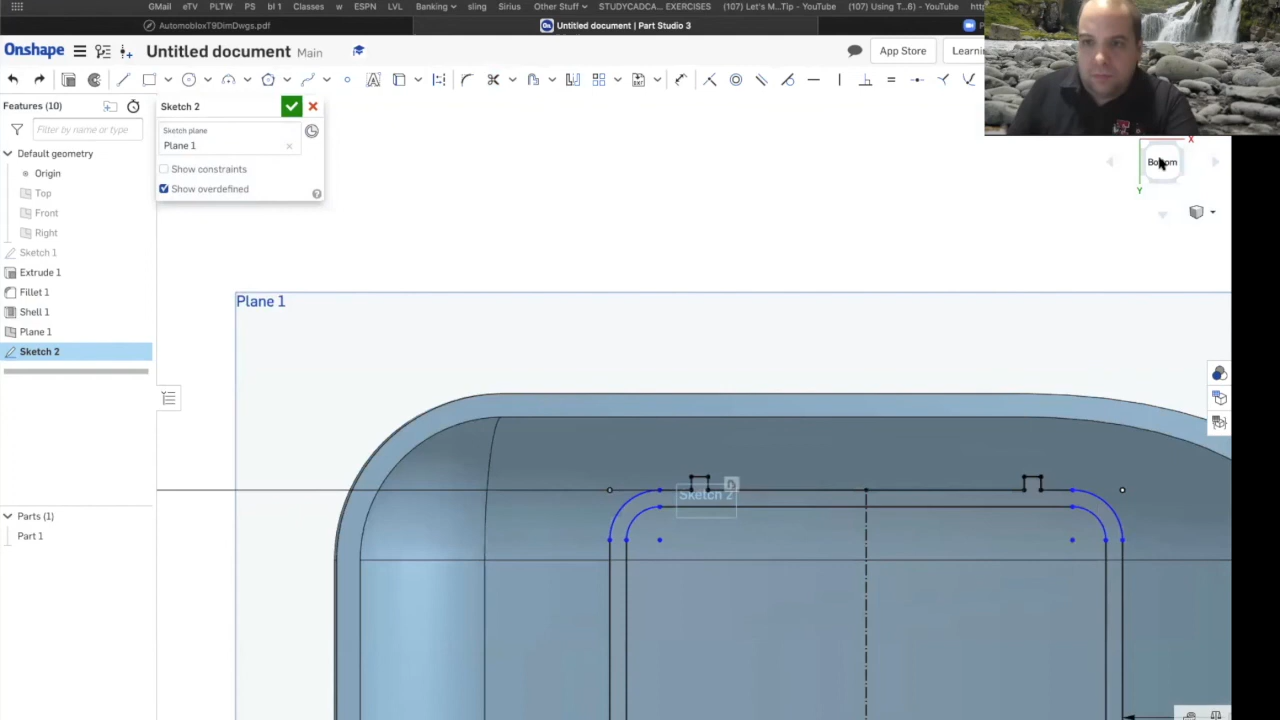 GMail eTV PLTW PD GS bl 1 Classes w ESPN LVL Banking sling Sirius Other Stuff STUDYCADCA... EXERCISES (107) Let's M...Tip - YouTube (107) Using T...6) - YouTube
AutomobloxT9DimDwgs.pdf
Untitled document | Part Studio 3
Onshape
Untitled document Main
App Store
Learnin
Features (10)
Filter by name or type
Default geometry
Origin
Top
Front
Right
Sketch 1
Extrude 1
Fillet 1
Shell 1
Plane 1
Sketch 2
Parts (1)
Part 1
Sketch 2
Sketch plane
Plane 1
Show constraints
Show overdefined
X
Y
Plane 1
Sketch 2